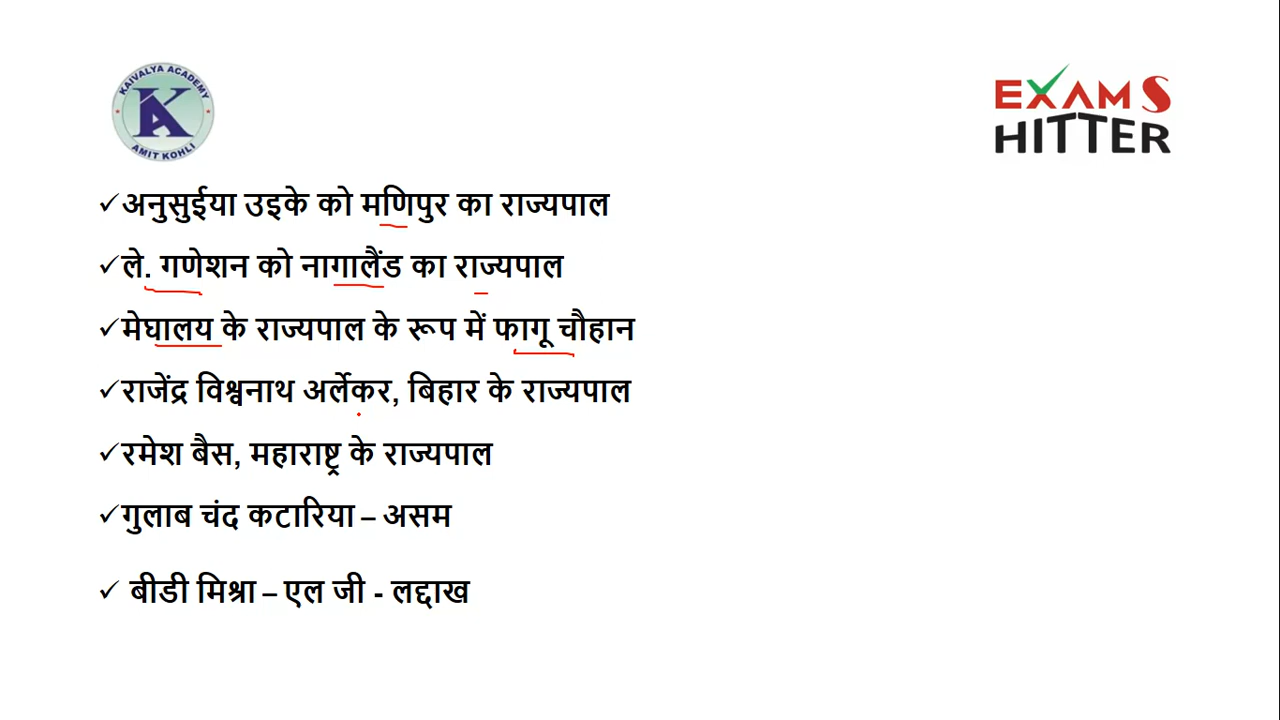 KAIVALYA ACADEMY
KA
AMIT KOHLI
EXAMS
HITTER
✓अनुसुईया उइके को मणिपुर का राज्यपाल
✓ले. गणेशन को नागालैंड का राज्यपाल
✓मेघालय के राज्यपाल के रूप में फागू चौहान
✓राजेंद्र विश्वनाथ अर्लेकर, बिहार के राज्यपाल
✓रमेश बैस, महाराष्ट्र के राज्यपाल
✓गुलाब चंद कटारिया – असम
✓ बीडी मिश्रा – एल जी - लद्दाख